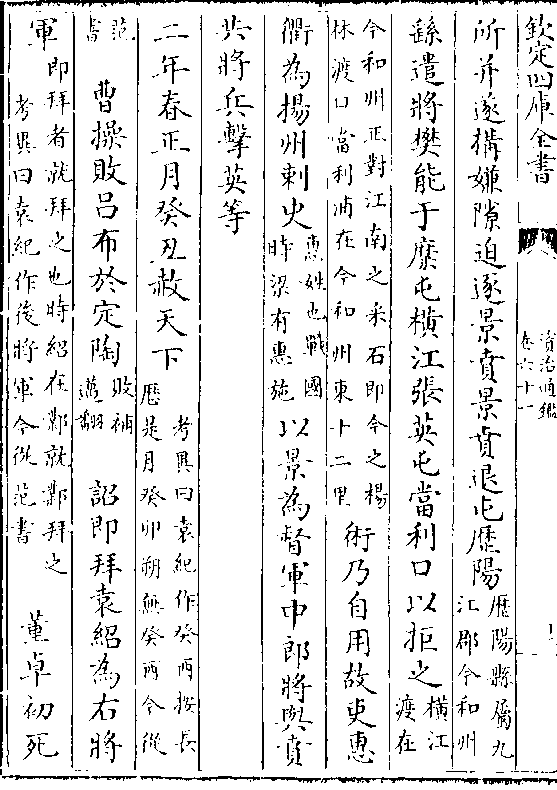 欽定四庫全書
資治通鑑
卷六十一
所并遂構嫌隙迫逐景賁景賁退屯歷陽歷陽縣屬九江郡今和州
繇遣將樊能于糜屯橫江張英屯當利口以拒之橫江渡在
今和州正對江南之采石即今之楊林渡口當利浦在今和州東十二里術乃自用故吏惠
衢為揚州刺史惠姓也戰國時梁有惠施以景為督軍中郎將與賁
共將兵擊英等
二年春正月癸丑赦天下考異曰袁紀作癸酉按長歷是月癸卯朔無癸酉今從
范書曹操敗呂布於定陶敗補邁翻詔即拜袁紹為右將
軍即拜者就拜之也時紹在鄴就鄴拜之考異曰袁紀作後將軍今從范書董卓初死